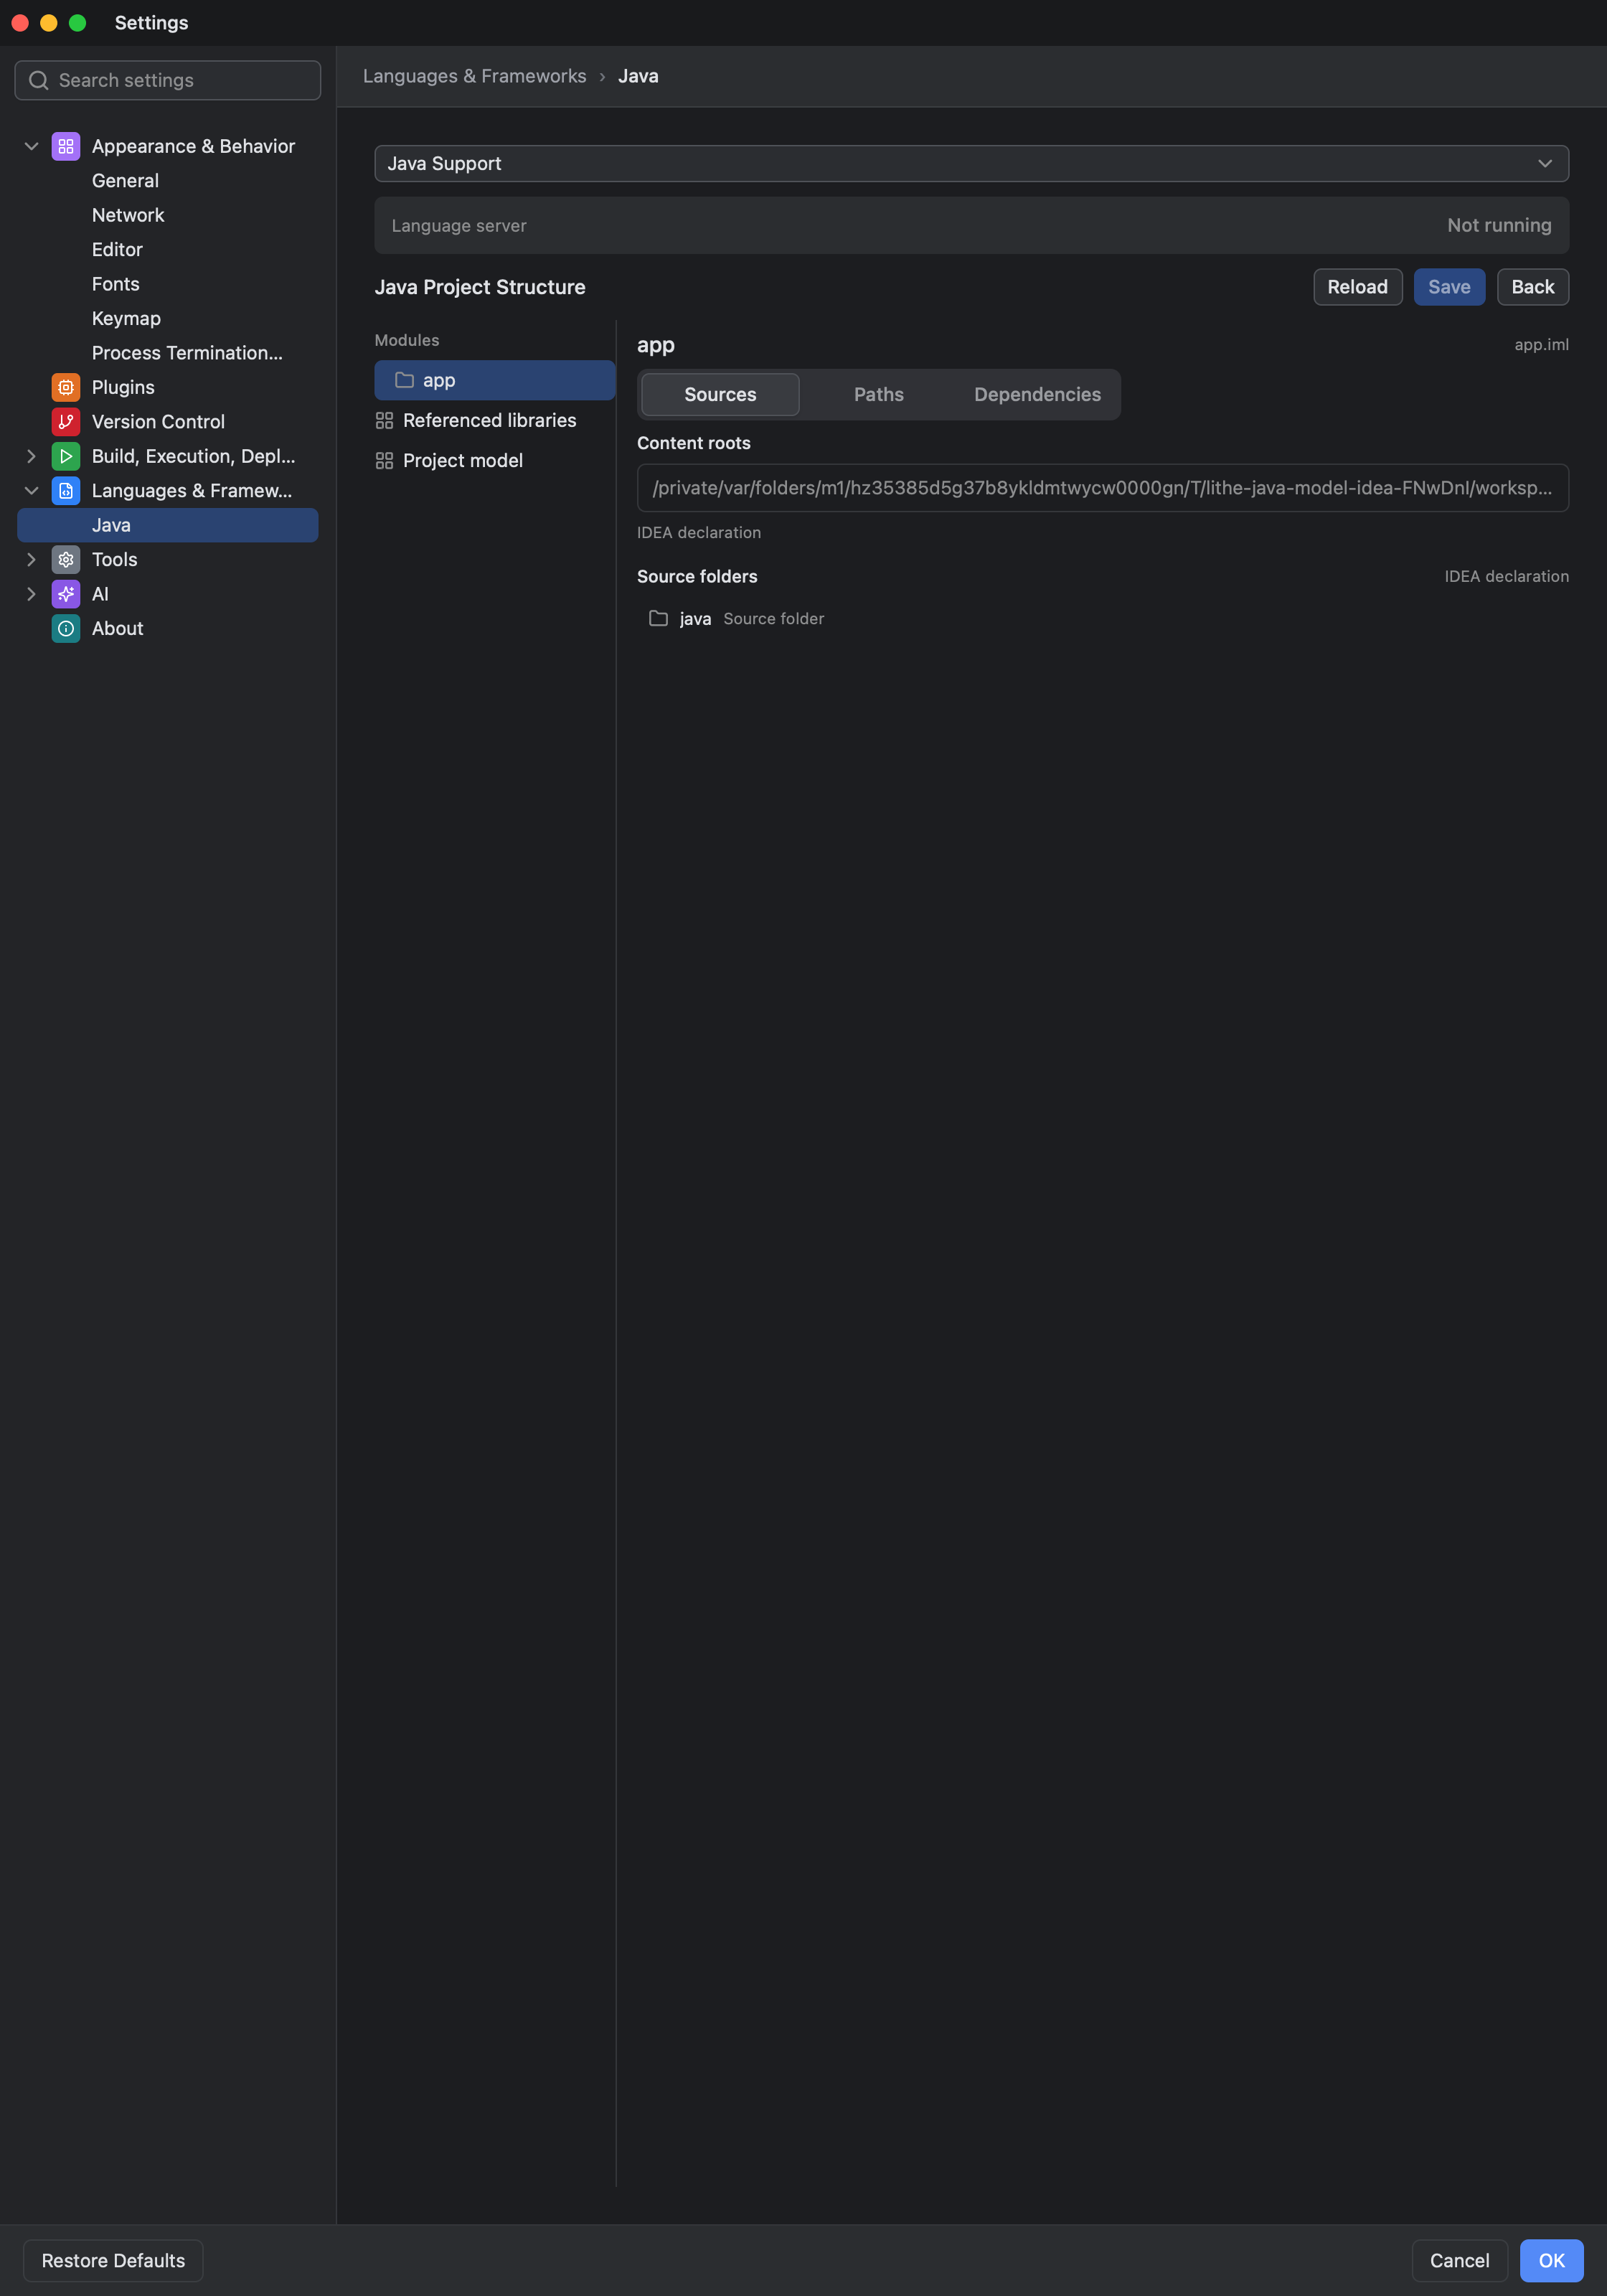 Settings
Search settings
Appearance & Behavior
General
Network
Editor
Fonts
Keymap
Process Termination...
Plugins
Version Control
Build, Execution, Depl...
Languages & Framew...
Java
Tools
AI
About
Languages & Frameworks › Java
Java Support
Language server Not running
Java Project Structure Reload Save Back
Modules
app
Referenced libraries
Project model
app app.iml
Sources Paths Dependencies
Content roots
/private/var/folders/m1/hz35385d5g37b8ykldmtwycw0000gn/T/lithe-java-model-idea-FNwDnl/worksp...
IDEA declaration
Source folders IDEA declaration
java Source folder
Restore Defaults Cancel OK